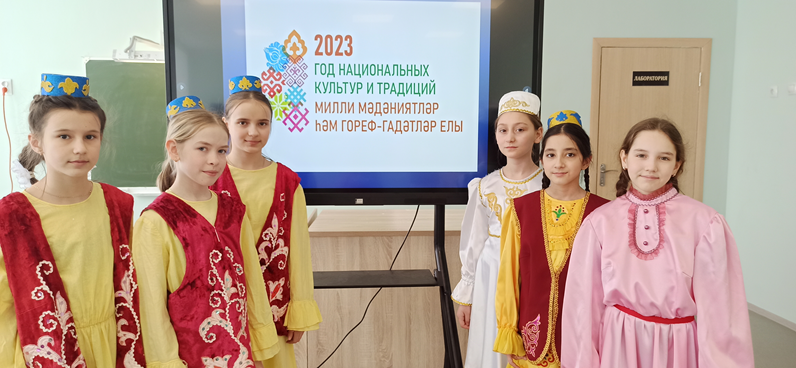 2023
ГОД НАЦИОНАЛЬНЫХ
КУЛЬТУР И ТРАДИЦИЙ
МИЛЛИ МӘДӘНИЯТЛӘР
ҺӘМ ГОРЕФ-ГАДӘТЛӘР ЕЛЫ
ЛАБОРАТОРИЯ